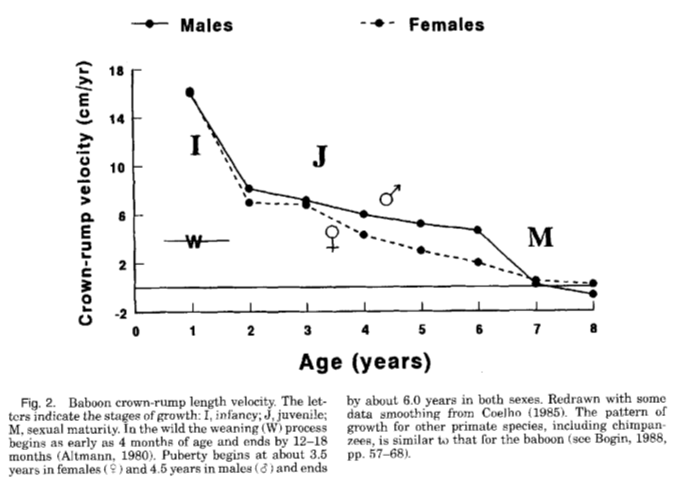 Males
Females
Crown-rump velocity (cm/yr)
18
14
10
6
2
-2
I
J
♂
W
♀
M
0 1 2 3 4 5 6 7 8
Age (years)
Fig. 2. Baboon crown-rump length velocity. The let-
ters indicate the stages of growth: I, infancy; J, juvenile;
M, sexual maturity. In the wild the weaning (W) process
begins as early as 4 months of age and ends by 12–18
months (Altmann, 1980). Puberty begins at about 3.5
years in females (♀) and 4.5 years in males (♂) and ends
by about 6.0 years in both sexes. Redrawn with some
data smoothing from Coelho (1985). The pattern of
growth for other primate species, including chimpan-
zees, is similar to that for the baboon (see Bogin, 1988,
pp. 57–68).